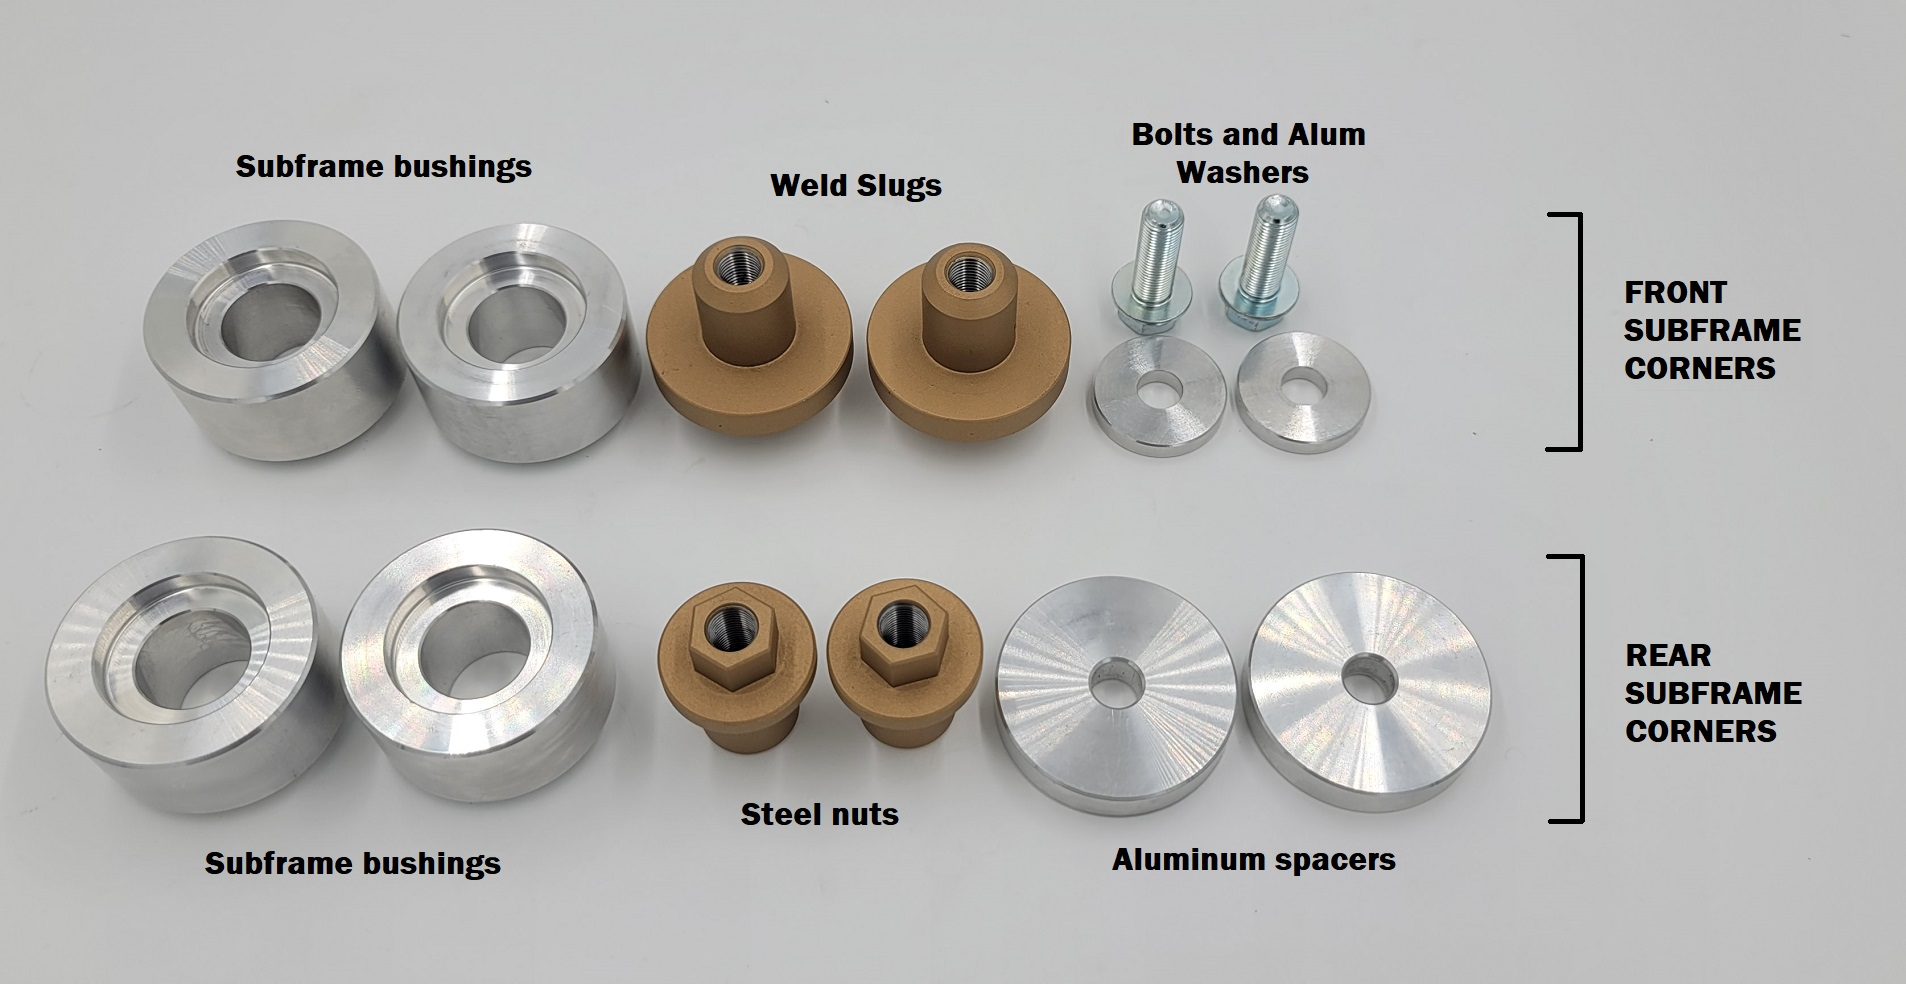 Subframe bushings
Weld Slugs
Bolts and Alum
Washers
FRONT
SUBFRAME
CORNERS
REAR
SUBFRAME
CORNERS
Steel nuts
Subframe bushings
Aluminum spacers